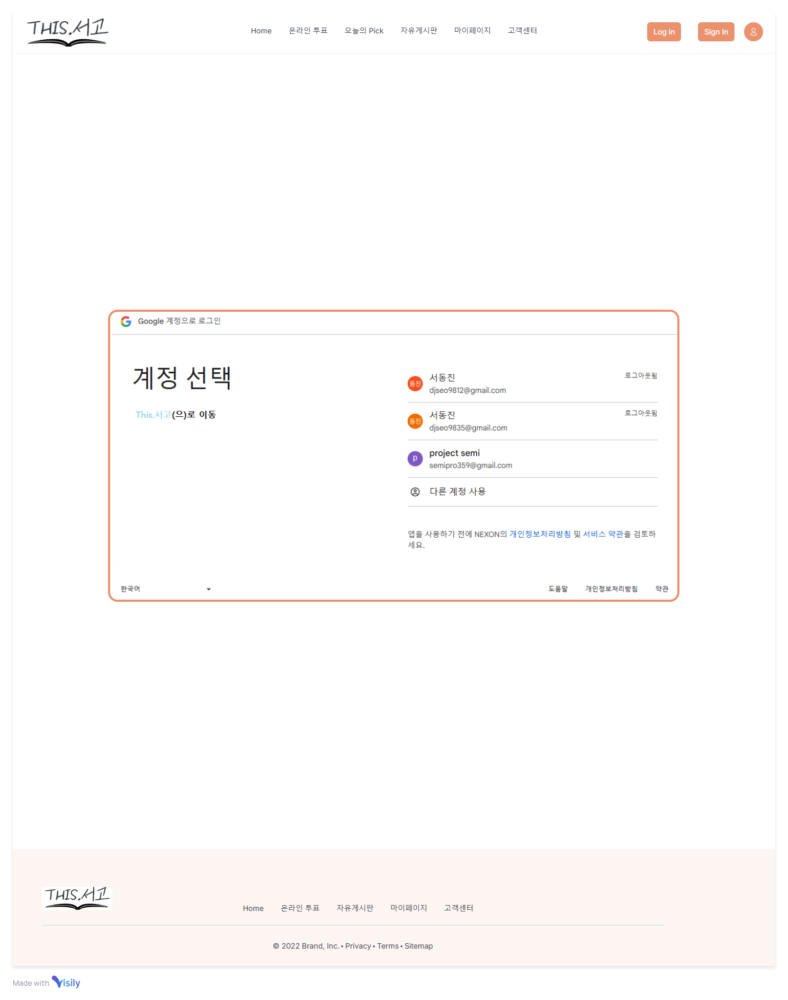 THIS.서고
Home 온라인 투표 오늘의 Pick 자유게시판 마이페이지 고객센터
Log in Sign In
Google 계정으로 로그인
계정 선택
This.서고(으)로 이동
동진 서동진 로그아웃됨
djseo9812@gmail.com
동진 서동진 로그아웃됨
djseo9835@gmail.com
p project semi
semipro359@gmail.com
다른 계정 사용
앱을 사용하기 전에 NEXON의 개인정보처리방침 및 서비스 약관을 검토하
세요.
한국어 도움말 개인정보처리방침 약관
THIS.서고
Home 온라인 투표 자유게시판 마이페이지 고객센터
© 2022 Brand, Inc. • Privacy • Terms • Sitemap
Made with Visily